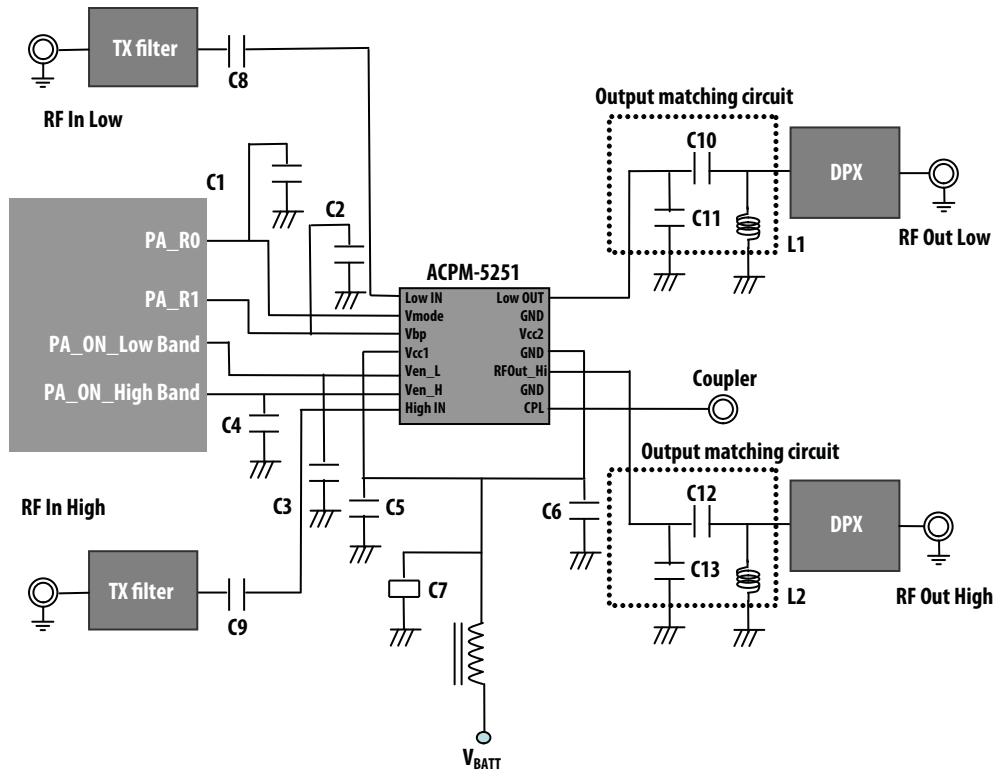 TX filter
C8
RF In Low
Output matching circuit
C10
DPX
C11
L1
RF Out Low
C1
C2
PA_R0
PA_R1
PA_ON_Low Band
PA_ON_High Band
ACPM-5251
Low IN
Vmode
Vbp
Vcc1
Ven_L
Ven_H
High IN
Low OUT
GND
Vcc2
GND
RFOut_Hi
GND
CPL
Coupler
C4
C3
C5
C6
Output matching circuit
C12
DPX
C13
L2
RF Out High
RF In High
TX filter
C9
C7
VBATT